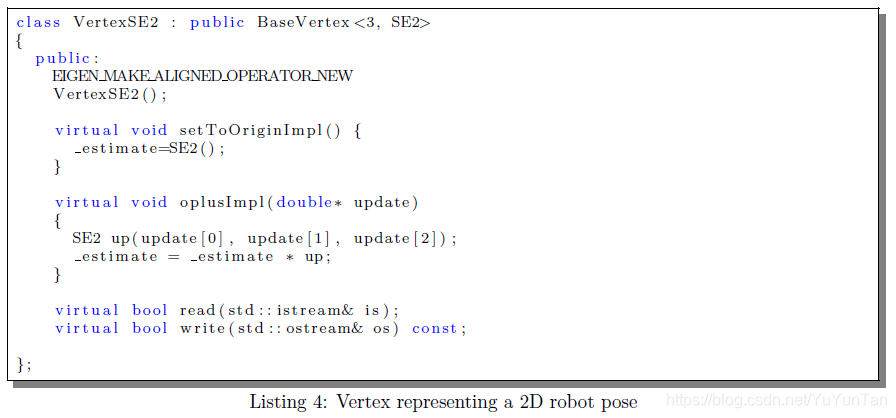 class VertexSE2 : public BaseVertex<3, SE2>
{
public:
EIGEN_MAKE_ALIGNED_OPERATOR_NEW
VertexSE2();
virtual void setToOriginImpl() {
_estimate=SE2();
}
virtual void oplusImpl(double* update)
{
SE2 up(update[0], update[1], update[2]);
_estimate = _estimate * up;
}
virtual bool read(std::istream& is);
virtual bool write(std::ostream& os) const;
};
Listing 4: Vertex representing a 2D robot pose
https://blog.csdn.net/YuYunTan